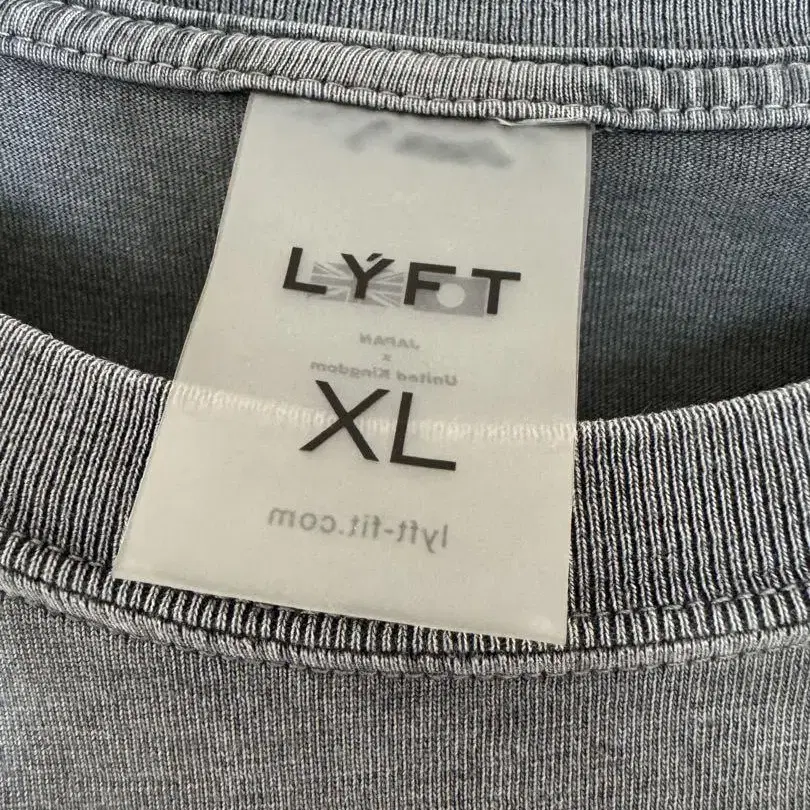 LÝFT
JAPAN
x
United Kingdom
XL
lyft-fit.com